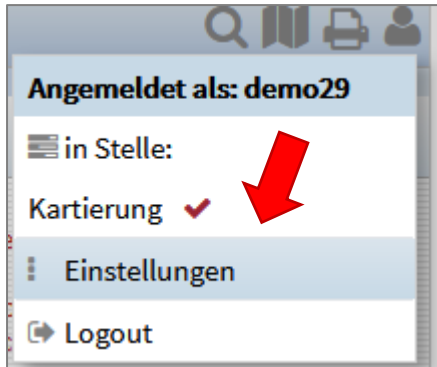 Angemeldet als: demo29
in Stelle:
Kartierung
Einstellungen
Logout